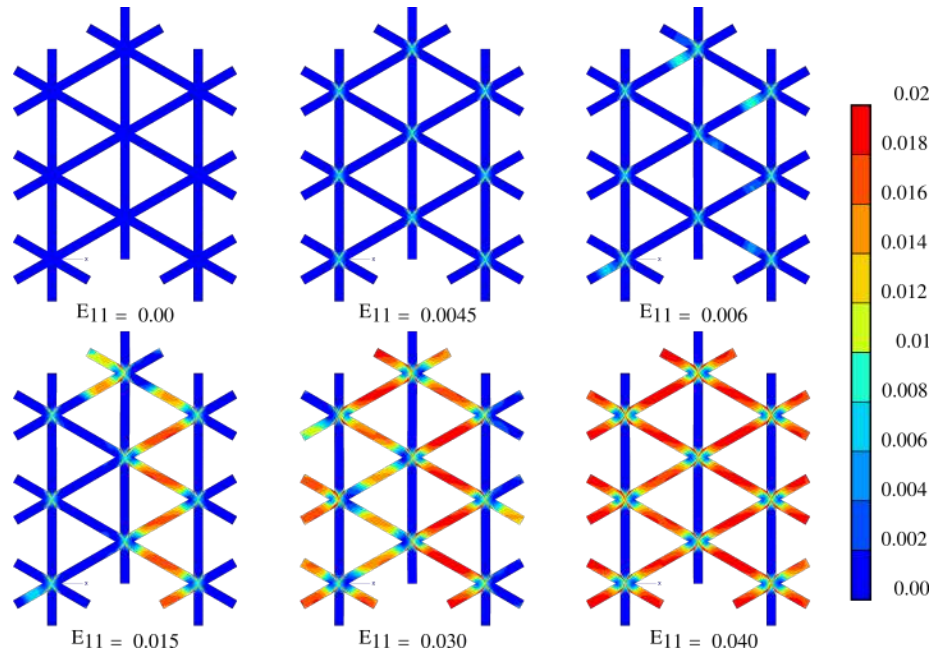 E11 = 0.00
E11 = 0.0045
E11 = 0.006
x
x
x
0.02
0.018
0.016
0.014
0.012
0.01
0.008
0.006
0.004
0.002
0.00
E11 = 0.015
E11 = 0.030
E11 = 0.040
x
x
x